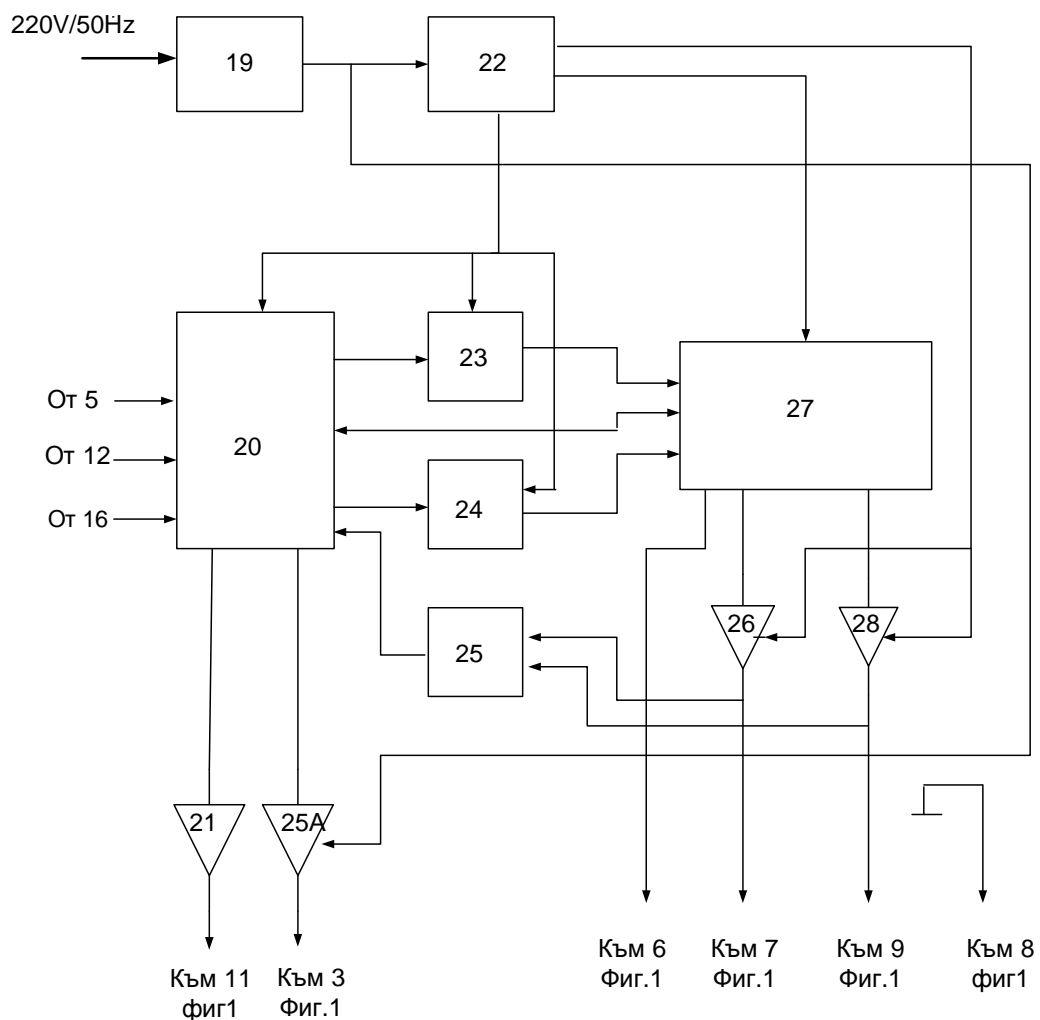 220V/50Hz
19
22
23
27
От 5
20
От 12
24
От 16
26
28
25
21
25А
Към 6
Фиг.1
Към 7
Фиг.1
Към 9
Фиг.1
Към 8
фиг1
Към 11
фиг1
Към 3
Фиг.1